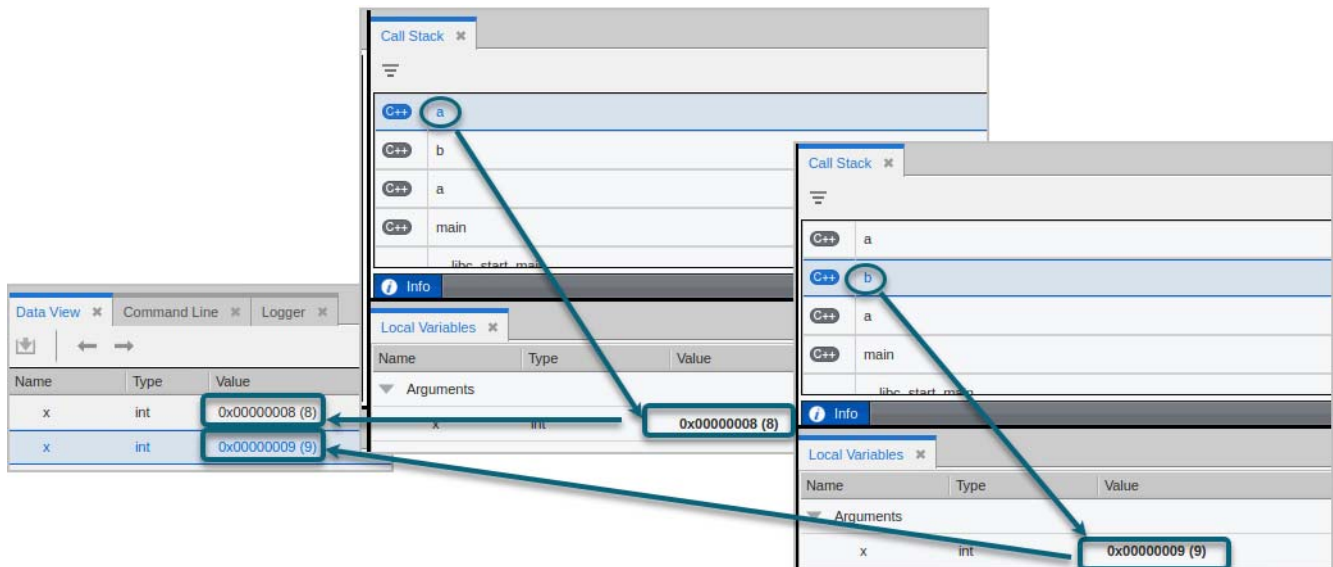 Call Stack
C++ a
C++ b
C++ a
C++ main
libc_start_main
Info
Local Variables
Name Type Value
Arguments
x int 0x00000008 (8)
Call Stack
C++ a
C++ b
C++ a
C++ main
libc_start_main
Info
Local Variables
Name Type Value
Arguments
x int 0x00000009 (9)
Data View Command Line Logger
Name Type Value
x int 0x00000008 (8)
x int 0x00000009 (9)